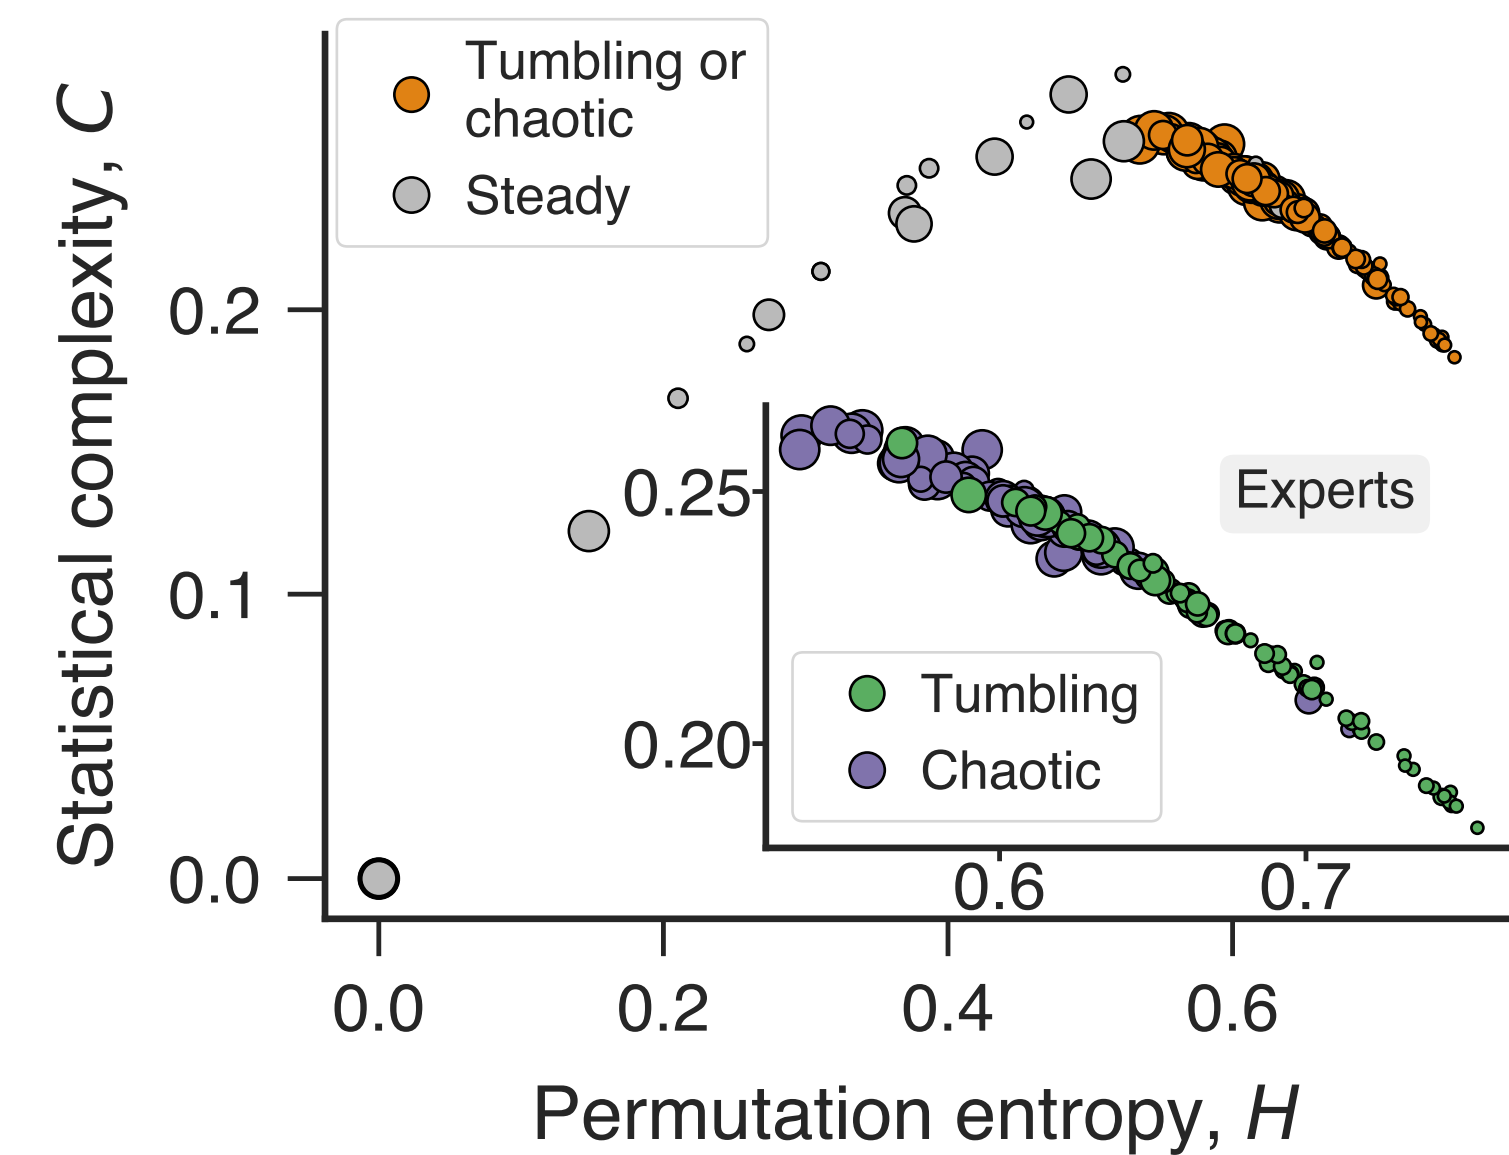 Tumbling or
chaotic
Steady
Statistical complexity, C
0.2
0.1
0.0
0.25
0.20
Experts
Tumbling
Chaotic
0.6
0.7
0.0
0.2
0.4
0.6
Permutation entropy, H